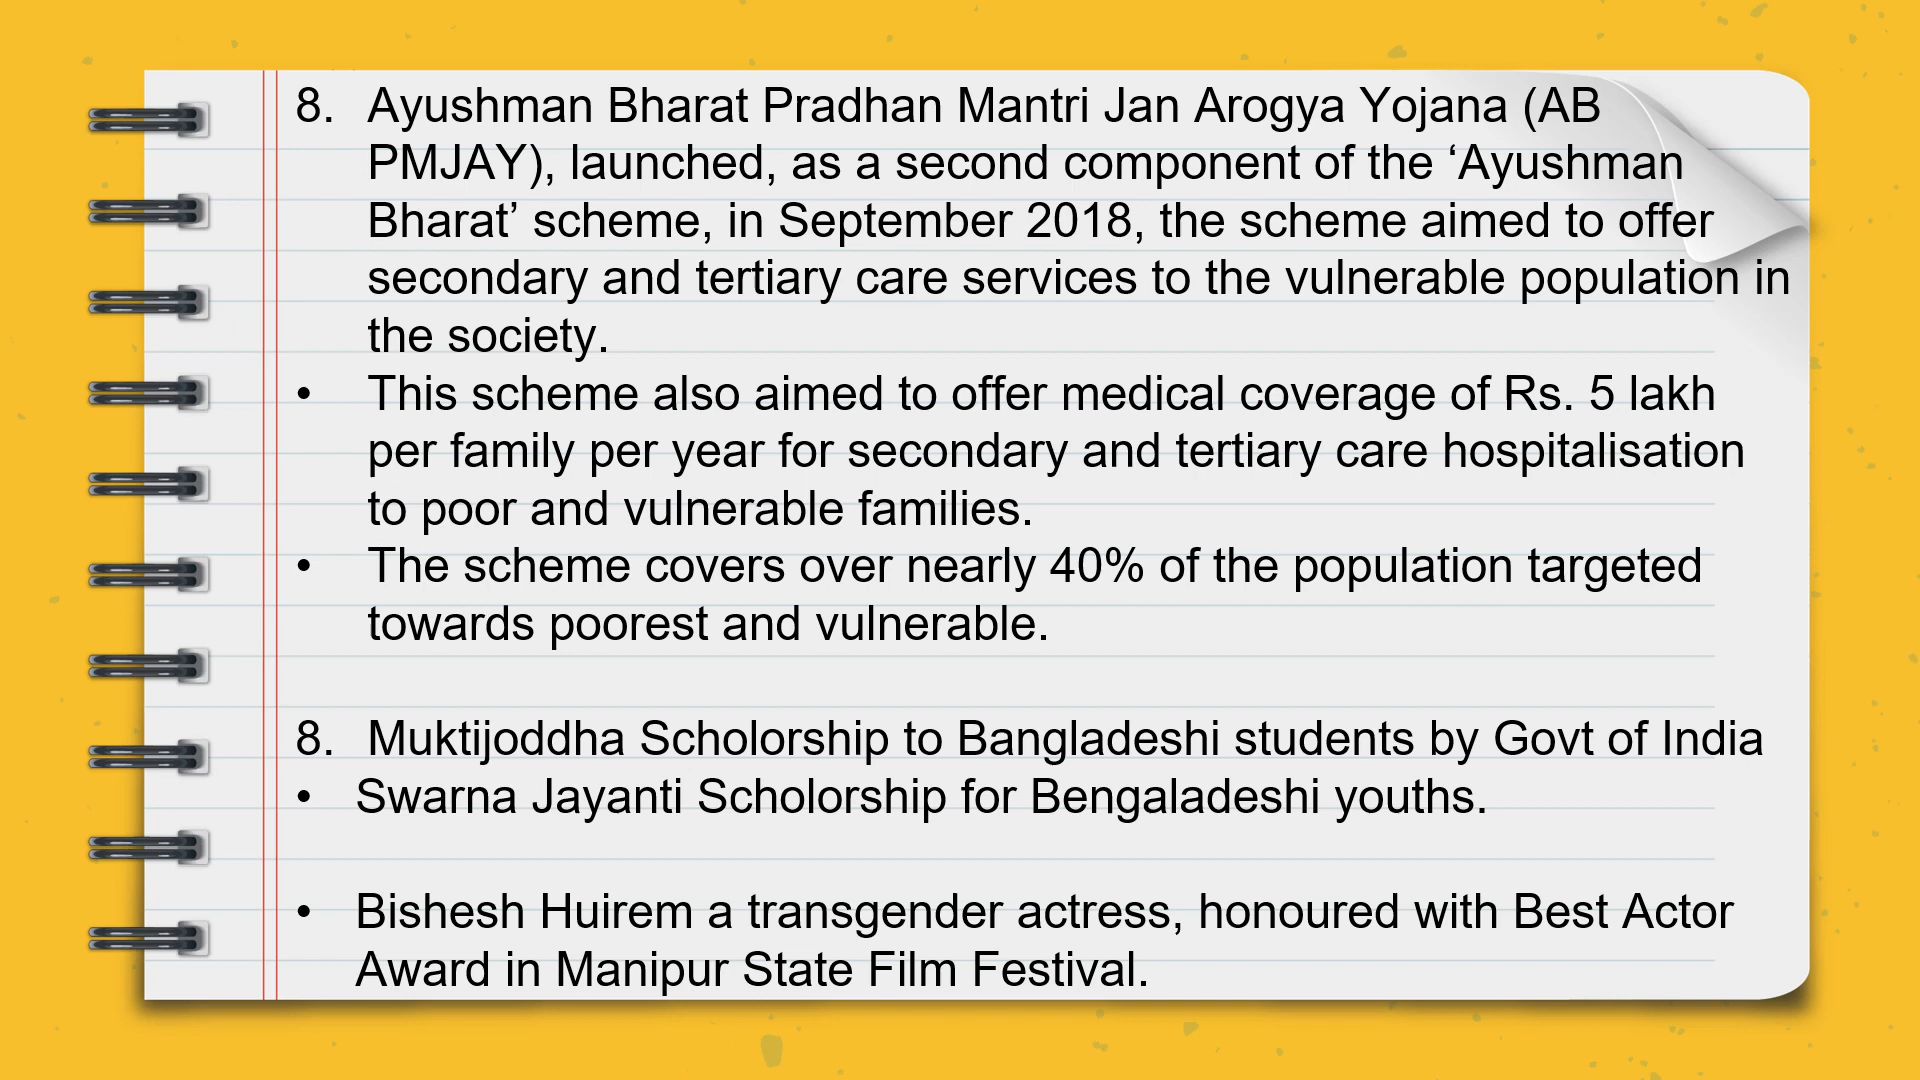 8. Ayushman Bharat Pradhan Mantri Jan Arogya Yojana (AB
PMJAY), launched, as a second component of the ‘Ayushman
Bharat’ scheme, in September 2018, the scheme aimed to offer
secondary and tertiary care services to the vulnerable population in
the society.
• This scheme also aimed to offer medical coverage of Rs. 5 lakh
per family per year for secondary and tertiary care hospitalisation
to poor and vulnerable families.
• The scheme covers over nearly 40% of the population targeted
towards poorest and vulnerable.
8. Muktijoddha Scholorship to Bangladeshi students by Govt of India
• Swarna Jayanti Scholorship for Bengaladeshi youths.
• Bishesh Huirem a transgender actress, honoured with Best Actor
Award in Manipur State Film Festival.